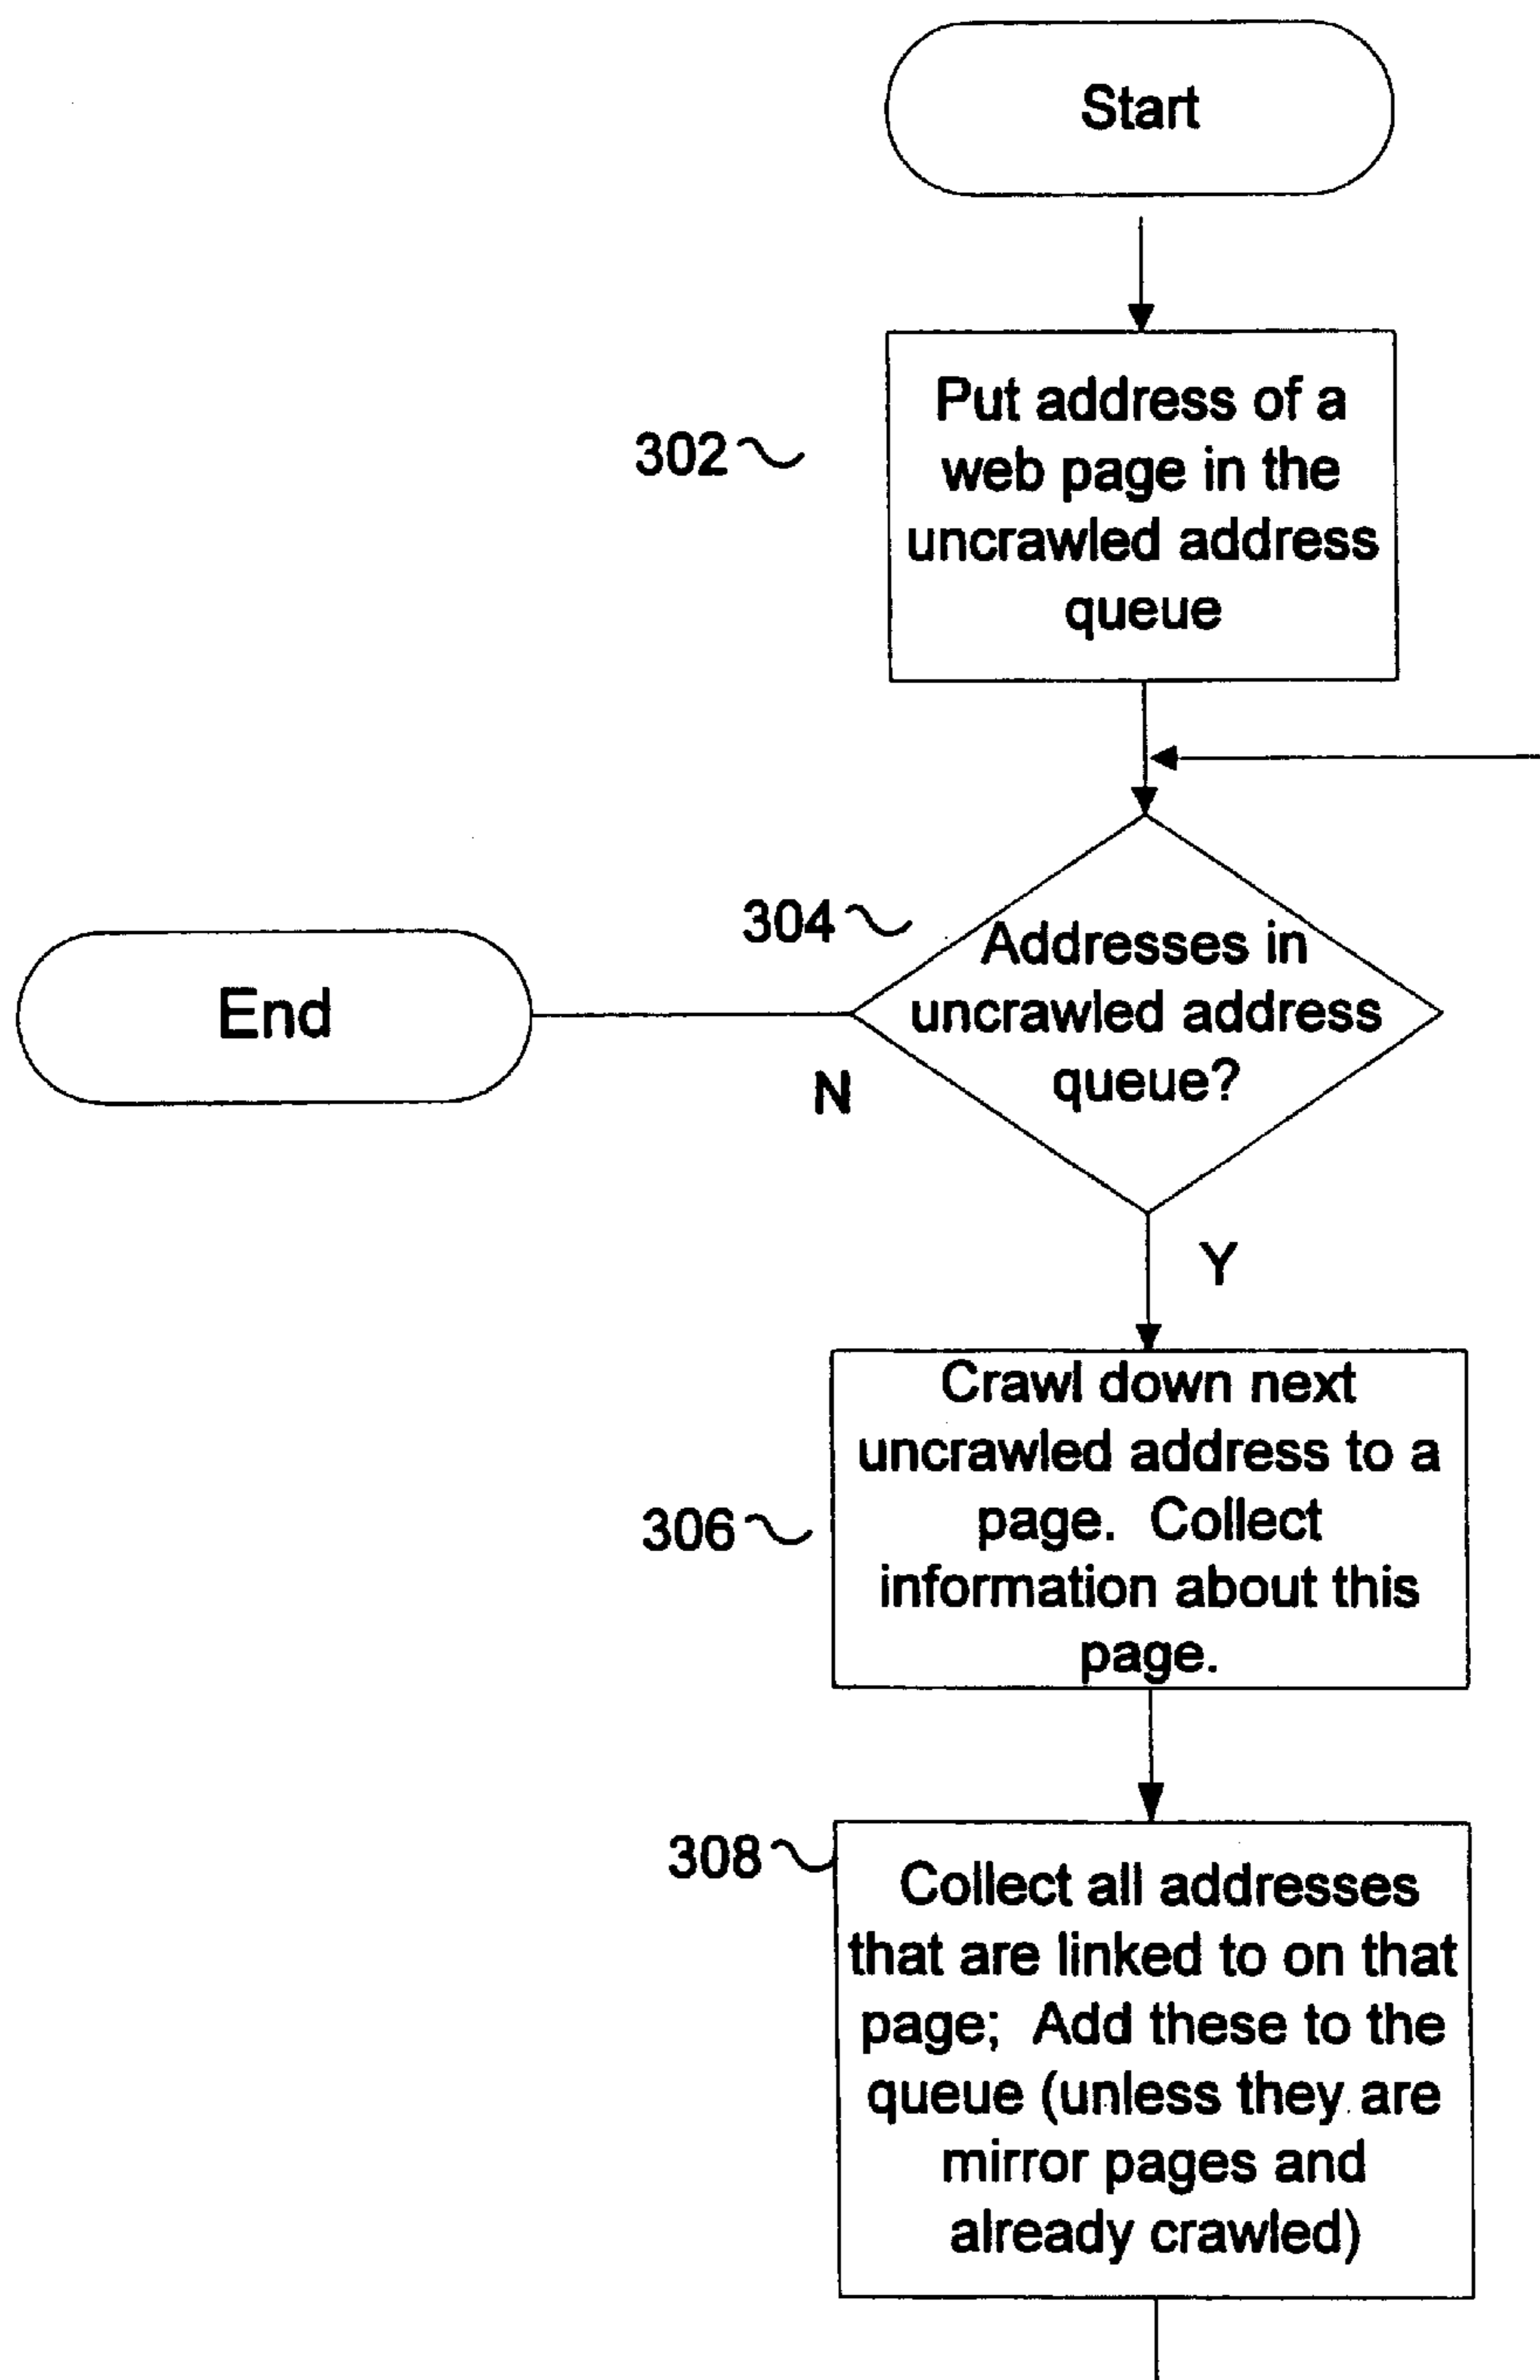 Start
302
Put address of a
web page in the
uncrawled address
queue
304
Addresses in
uncrawled address
queue?
End
N
Y
306
Crawl down next
uncrawled address to a
page. Collect
information about this
page.
308
Collect all addresses
that are linked to on that
page; Add these to the
queue (unless they are
mirror pages and
already crawled)